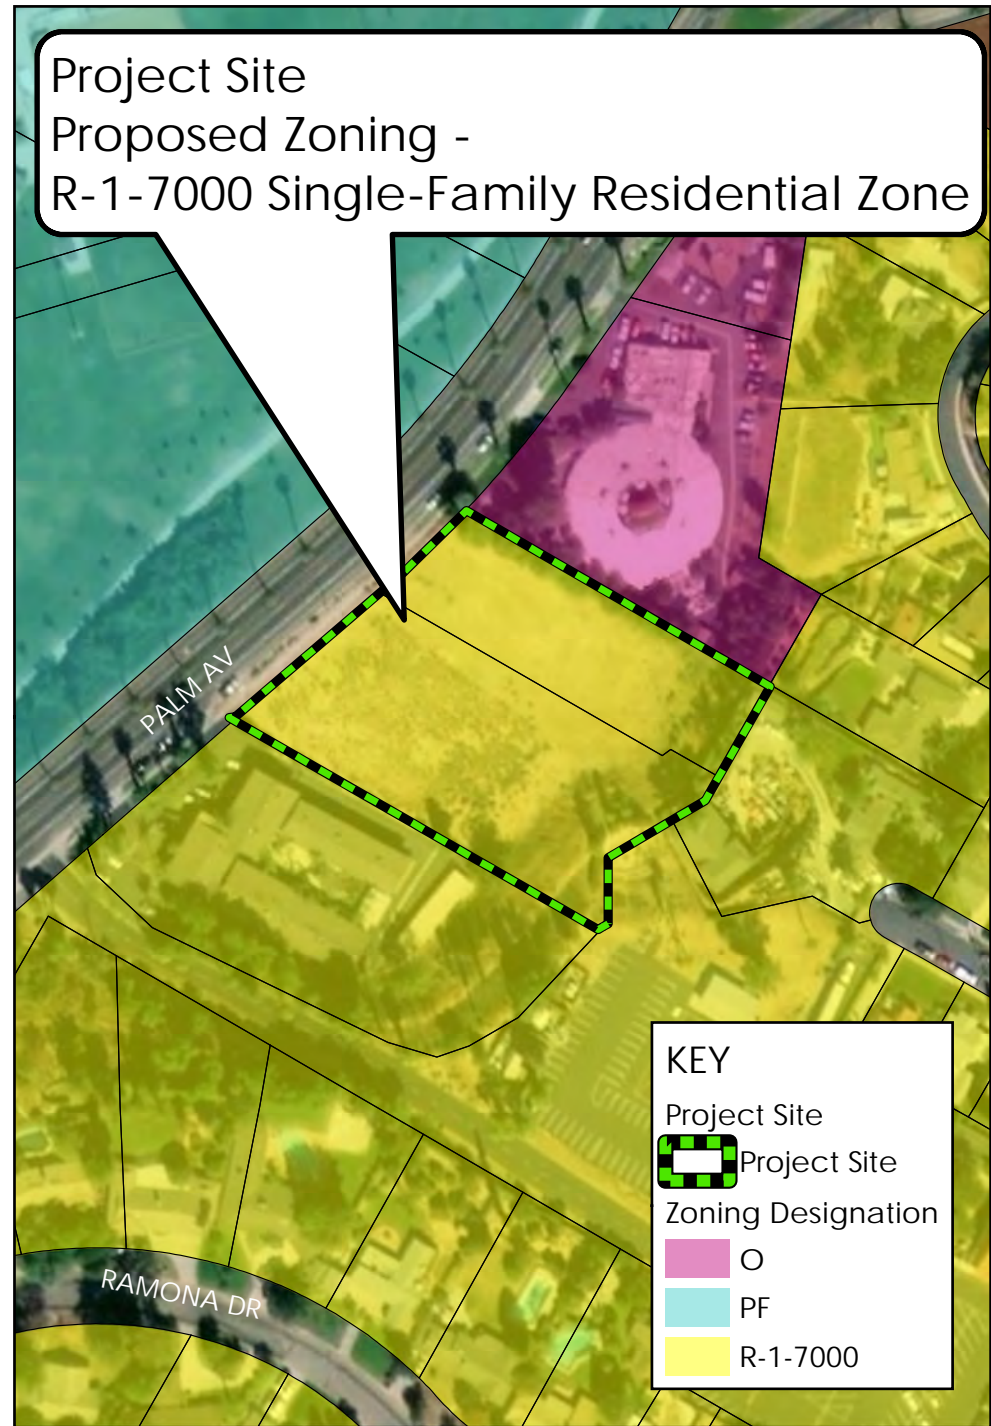 Project Site
Proposed Zoning -
R-1-7000 Single-Family Residential Zone
PALM AV
RAMONA DR
KEY
Project Site
Project Site
Zoning Designation
O
PF
R-1-7000